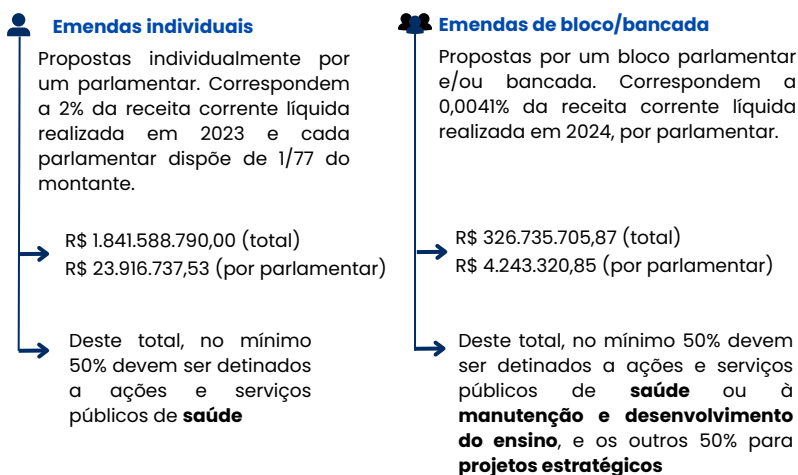 Emendas individuais
Propostas individualmente por
um parlamentar. Correspondem
a 2% da receita corrente líquida
realizada em 2023 e cada
parlamentar dispõe de 1/77 do
montante.
R$ 1.841.588.790,00 (total)
R$ 23.916.737,53 (por parlamentar)
Deste total, no mínimo
50% devem ser detinados
a ações e serviços
públicos de saúde
Emendas de bloco/bancada
Propostas por um bloco parlamentar
e/ou bancada. Correspondem a
0,0041% da receita corrente líquida
realizada em 2024, por parlamentar.
R$ 326.735.705,87 (total)
R$ 4.243.320,85 (por parlamentar)
Deste total, no mínimo 50% devem
ser detinados a ações e serviços
públicos de saúde ou à
manutenção e desenvolvimento
do ensino, e os outros 50% para
projetos estratégicos